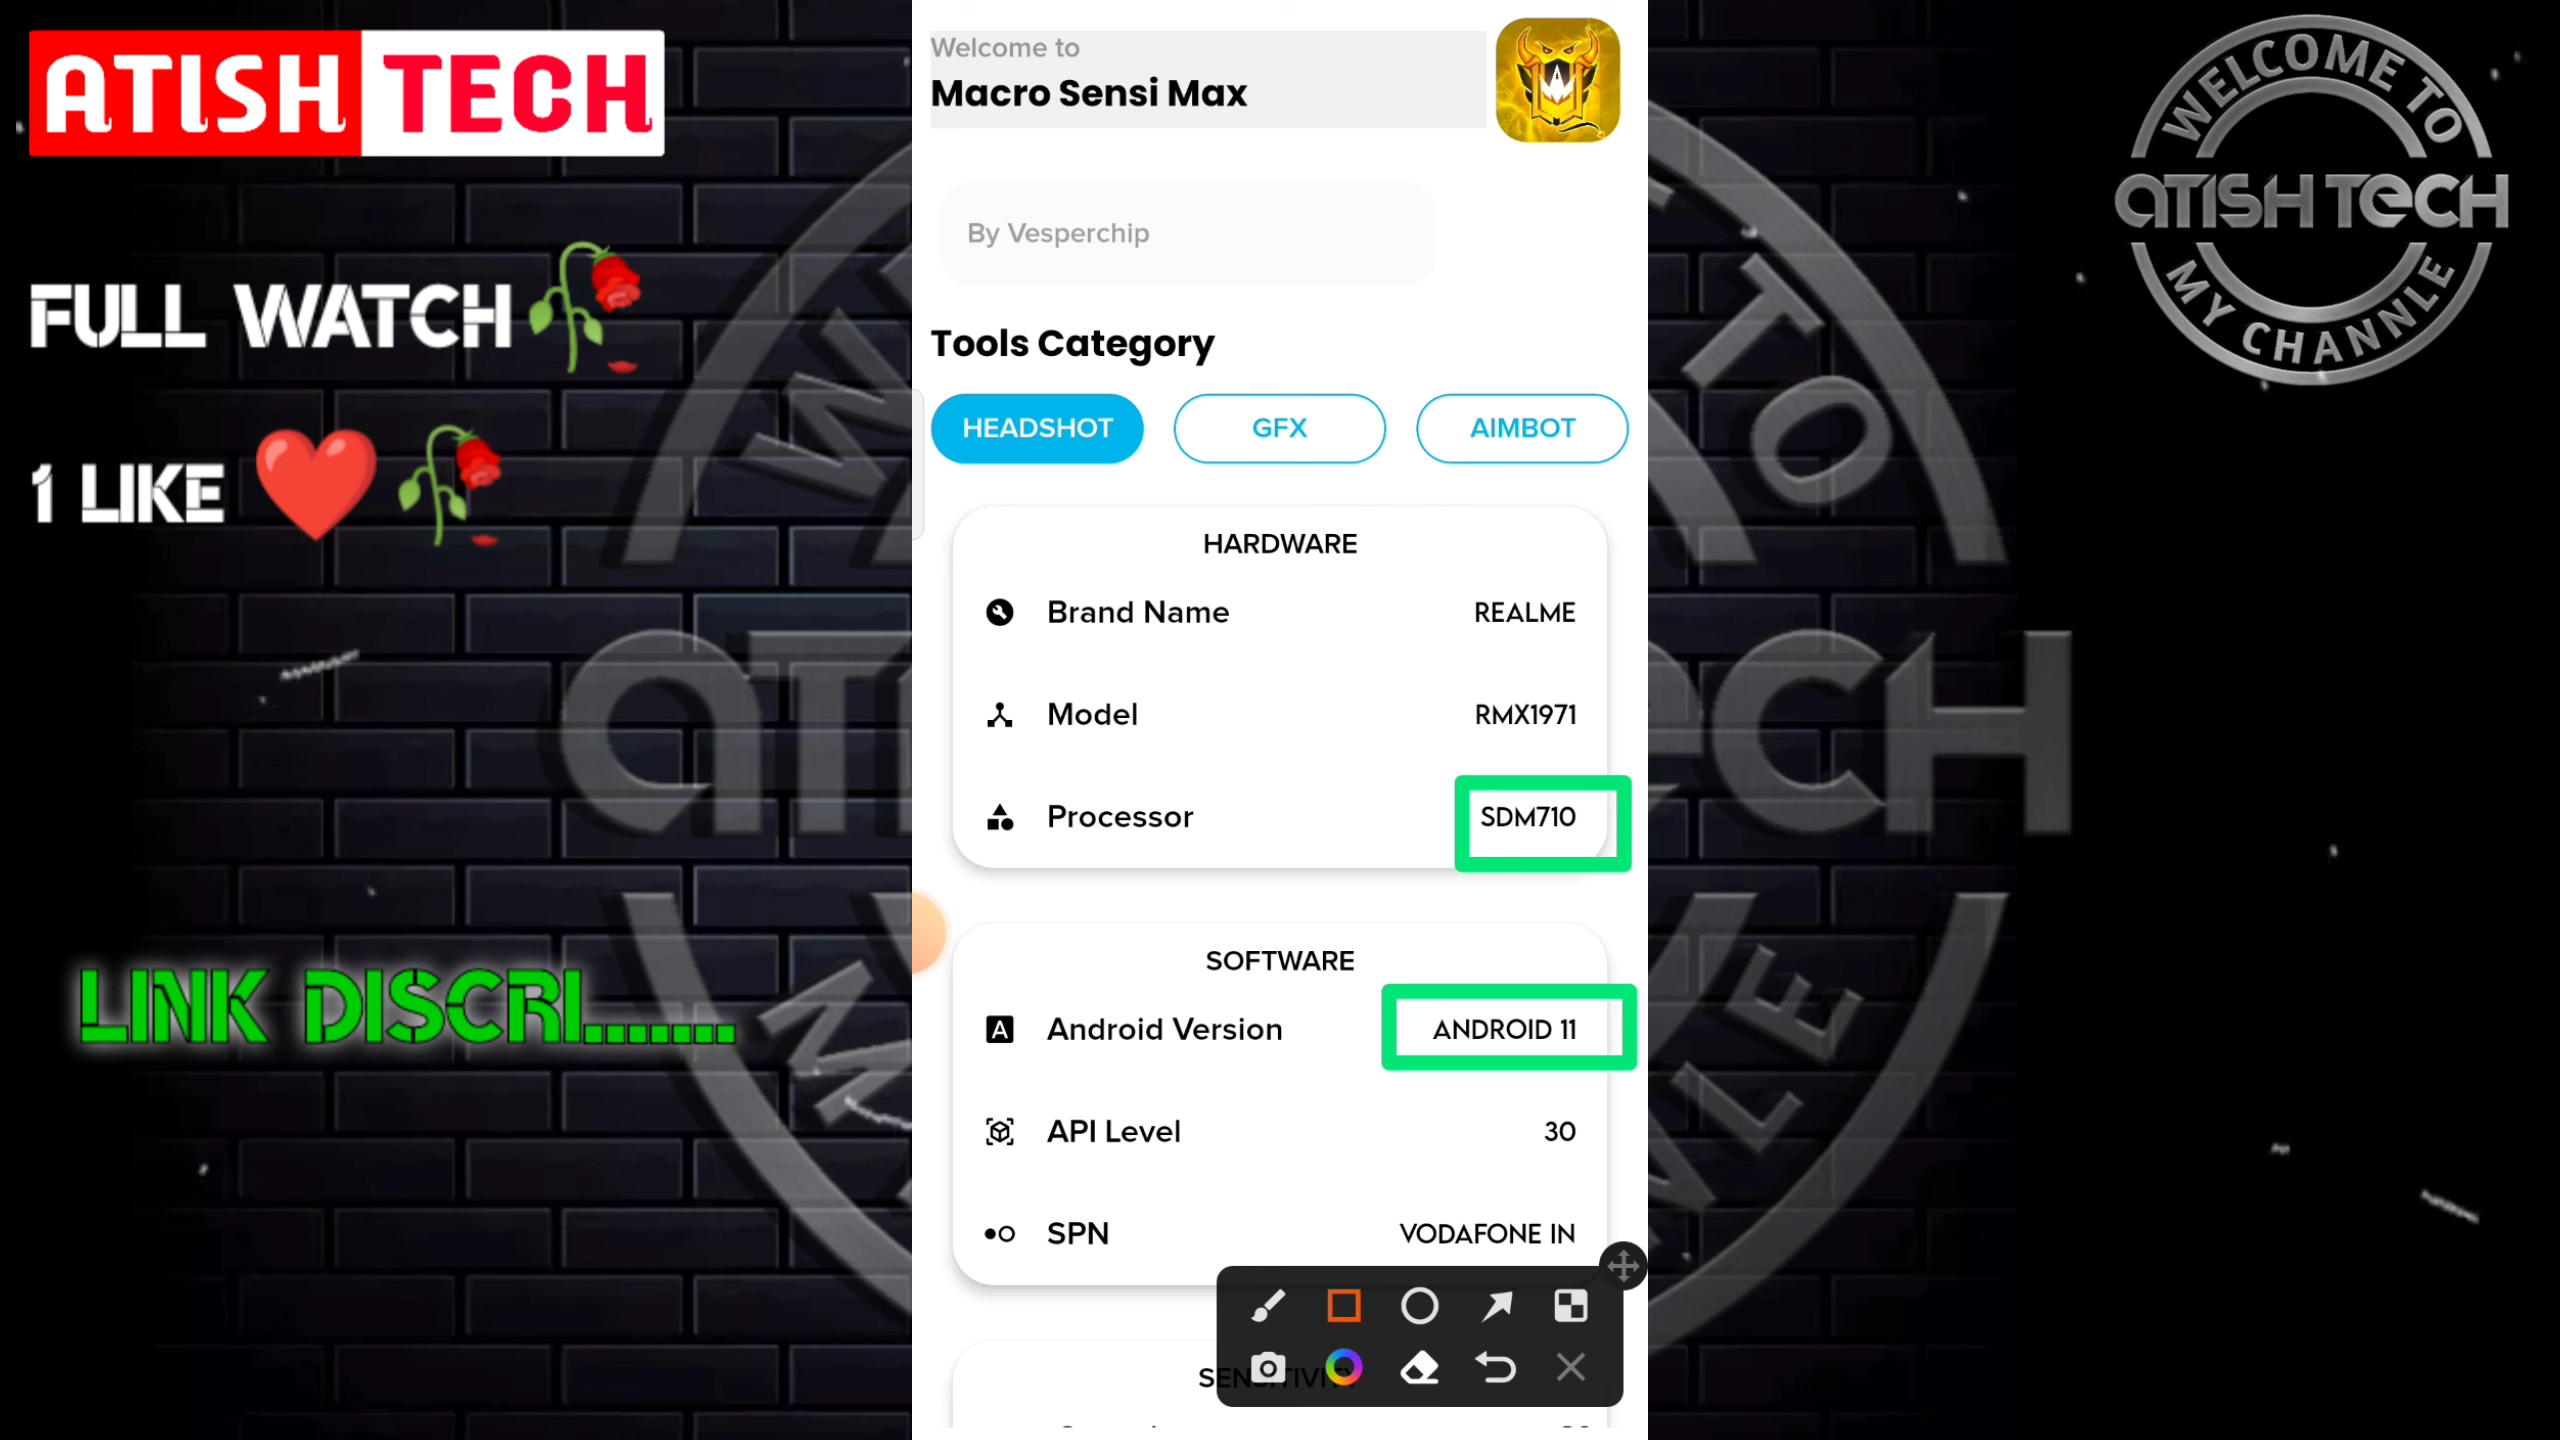 ATISH TECH
FULL WATCH
1 LIKE
LINK DISCRI.......
Welcome to
Macro Sensi Max
By Vesperchip
Tools Category
HEADSHOT
GFX
AIMBOT
HARDWARE
Brand Name REALME
Model RMX1971
Processor SDM710
SOFTWARE
Android Version ANDROID 11
API Level 30
SPN VODAFONE IN
WELCOME TO
ATISH TECH
MY CHANNLE